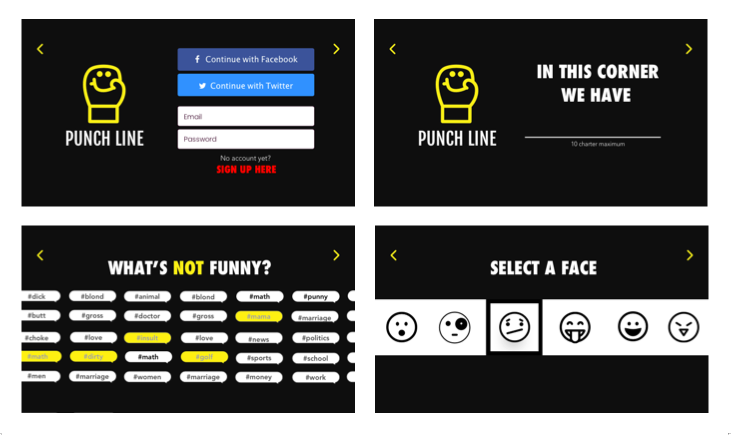 Continue with Facebook
Continue with Twitter
Email
Password
No account yet?
SIGN UP HERE
PUNCH LINE
IN THIS CORNER
WE HAVE
10 charter maximum
PUNCH LINE
WHAT'S NOT FUNNY?
#dick #blond #animal #blond #math #punny
#butt #gross #doctor #gross #mama #marriage
#choke #love #insult #love #news #politics
#math #dirty #math #golf #sports #school
#men #marriage #women #marriage #money #work
SELECT A FACE